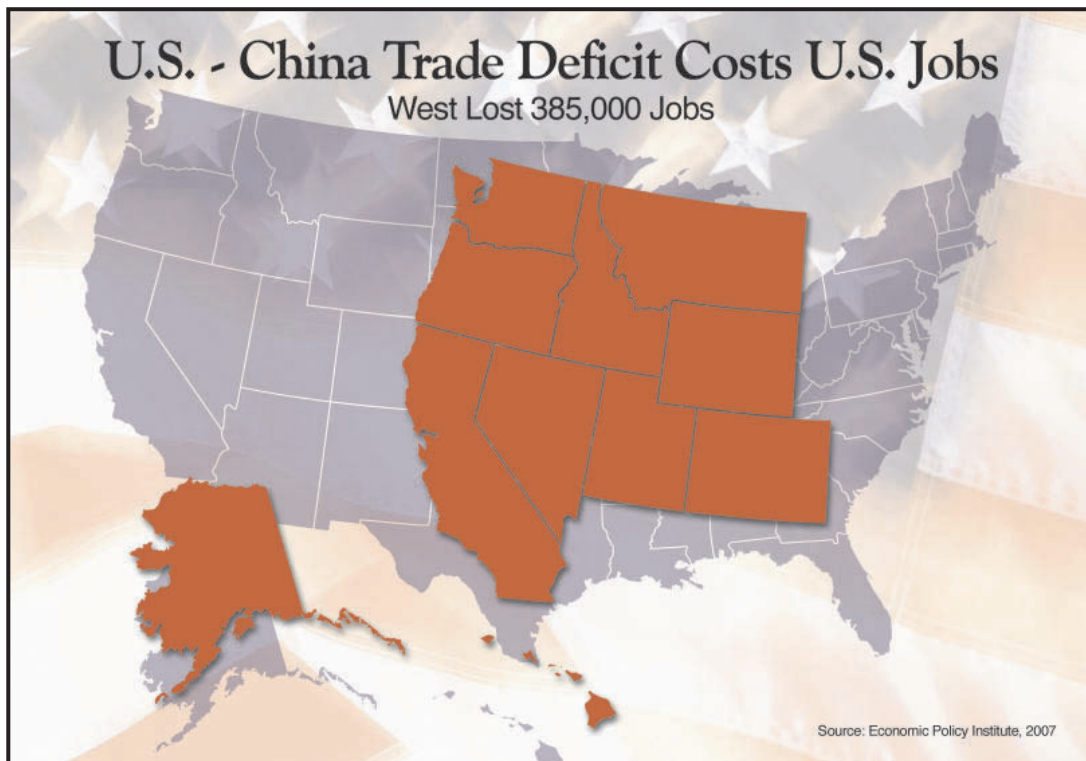 U.S. - China Trade Deficit Costs U.S. Jobs
West Lost 385,000 Jobs
Source: Economic Policy Institute, 2007